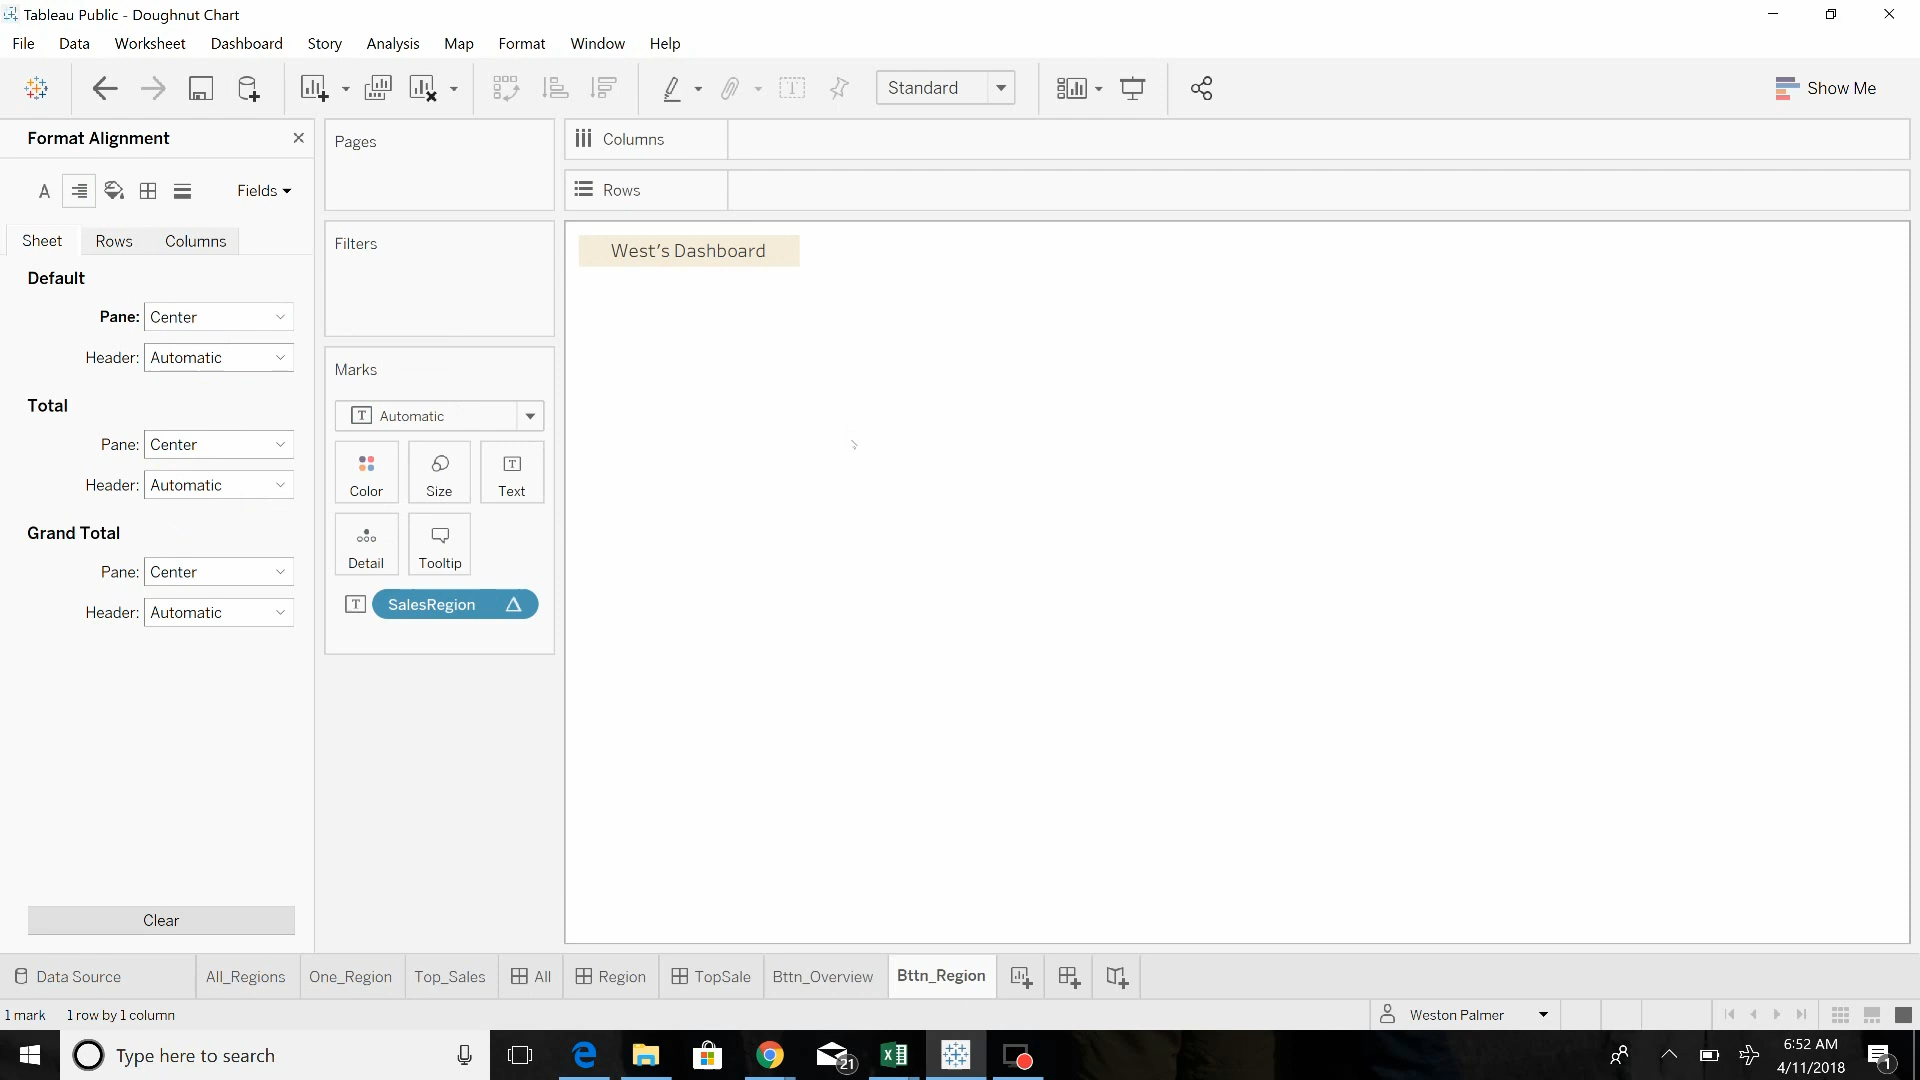 Tableau Public - Doughnut Chart
File Data Worksheet Dashboard Story Analysis Map Format Window Help
Standard
Show Me
Format Alignment
Fields
Sheet Rows Columns
Default
Pane: Center
Header: Automatic
Total
Pane: Center
Header: Automatic
Grand Total
Pane: Center
Header: Automatic
Clear
Pages
Filters
Marks
Automatic
Color Size Text
Detail Tooltip
SalesRegion
Columns
Rows
West's Dashboard
Data Source All_Regions One_Region Top_Sales All Region TopSale Bttn_Overview Bttn_Region
1 mark 1 row by 1 column
Weston Palmer
Type here to search
21
6:52 AM
4/11/2018
1